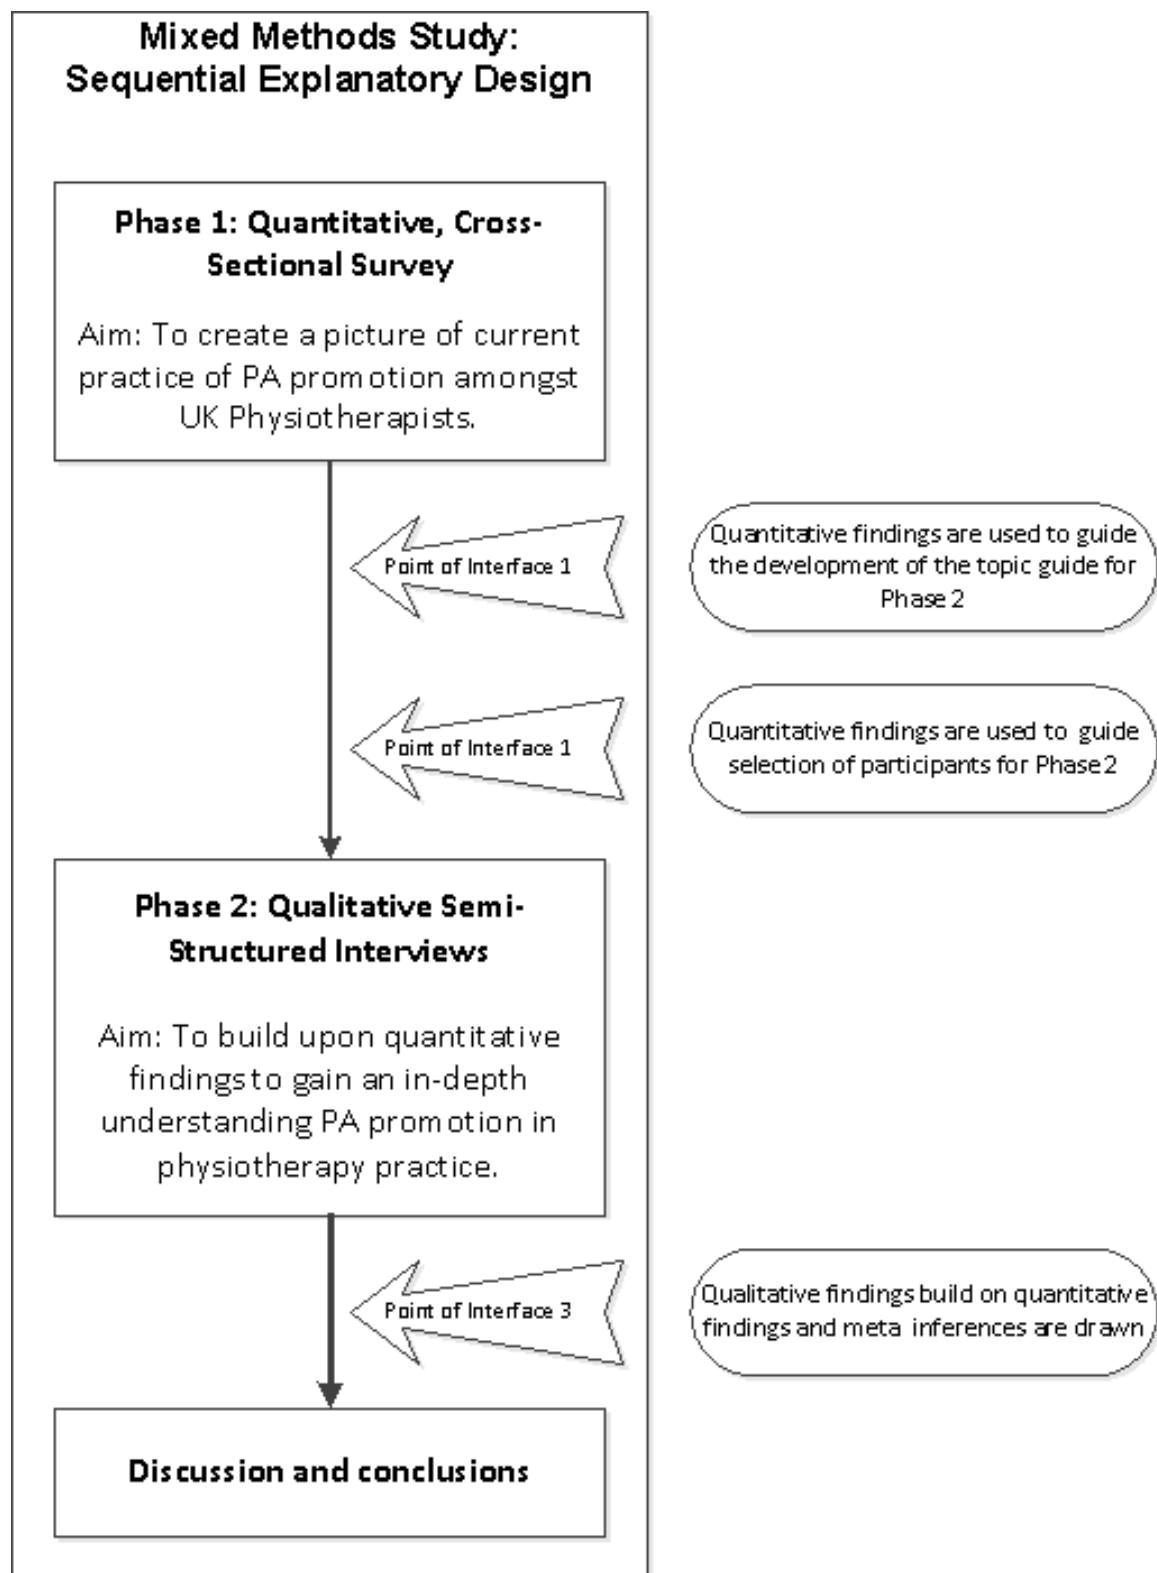 Mixed Methods Study:
Sequential Explanatory Design
Phase 1: Quantitative, Cross-
Sectional Survey
Aim: To create a picture of current
practice of PA promotion amongst
UK Physiotherapists.
Point of Interface 1
Quantitative findings are used to guide
the development of the topic guide for
Phase 2
Point of Interface 1
Quantitative findings are used to guide
selection of participants for Phase 2
Phase 2: Qualitative Semi-
Structured Interviews
Aim: To build upon quantitative
findings to gain an in-depth
understanding PA promotion in
physiotherapy practice.
Point of Interface 3
Qualitative findings build on quantitative
findings and meta inferences are drawn
Discussion and conclusions